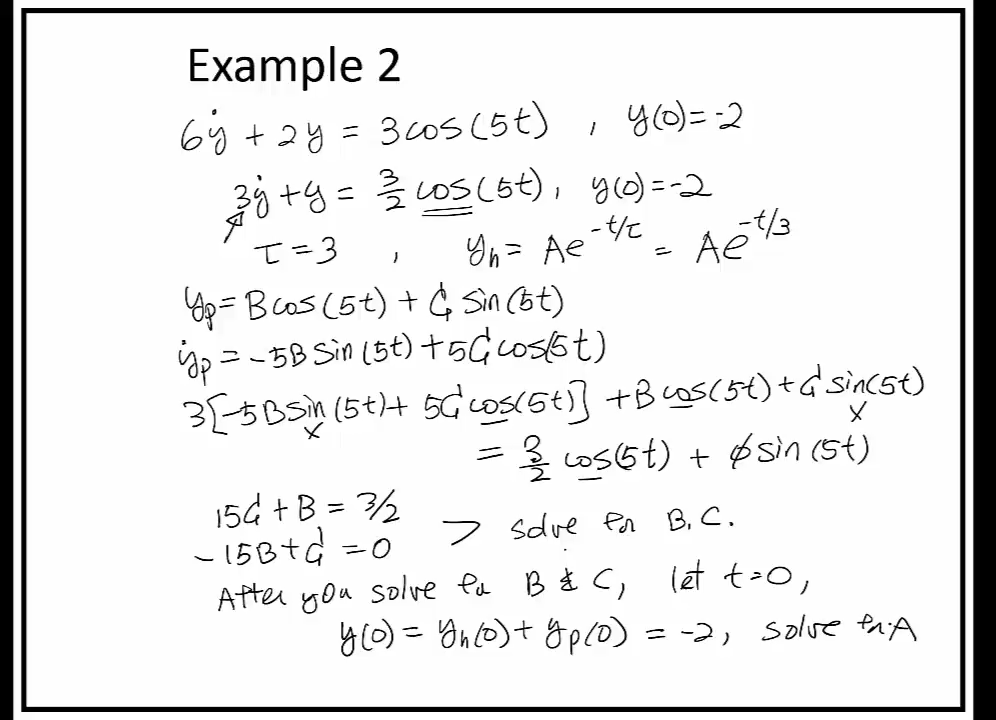 Example 2
6ẏ + 2y = 3cos(5t) , y(0)=-2
3ẏ+y = 3/2 cos(5t), y(0)=-2
τ=3 , yh = Ae^-t/τ = Ae^-t/3
yp = B cos(5t) + C sin(5t)
ẏp = -5B sin(5t) + 5C cos(5t)
3[-5B sin(5t) + 5C cos(5t)] + B cos(5t) + C sin(5t)
x x
= 3/2 cos(5t) + ϕ sin(5t)
15C + B = 3/2
-15B + C = 0 > solve for B, C.
After you solve for B & C, let t=0,
y(0) = yh(0) + yp(0) = -2, solve for A